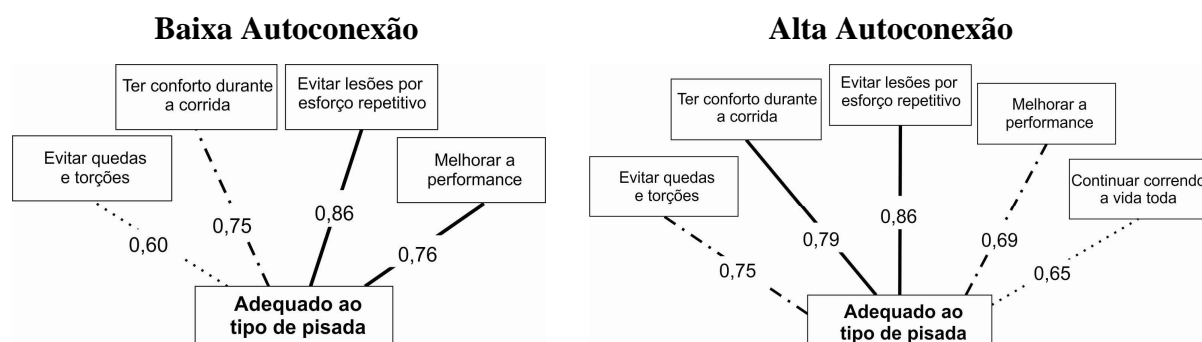 Baixa Autoconexão
Ter conforto durante
a corrida
Evitar lesões por
esforço repetitivo
Evitar quedas
e torções
Melhorar a
performance
0,60
0,75
0,86
0,76
Adequado ao
tipo de pisada
Alta Autoconexão
Ter conforto durante
a corrida
Evitar lesões por
esforço repetitivo
Melhorar a
performance
Evitar quedas
e torções
Continuar correndo
a vida toda
0,75
0,79
0,86
0,69
0,65
Adequado ao
tipo de pisada